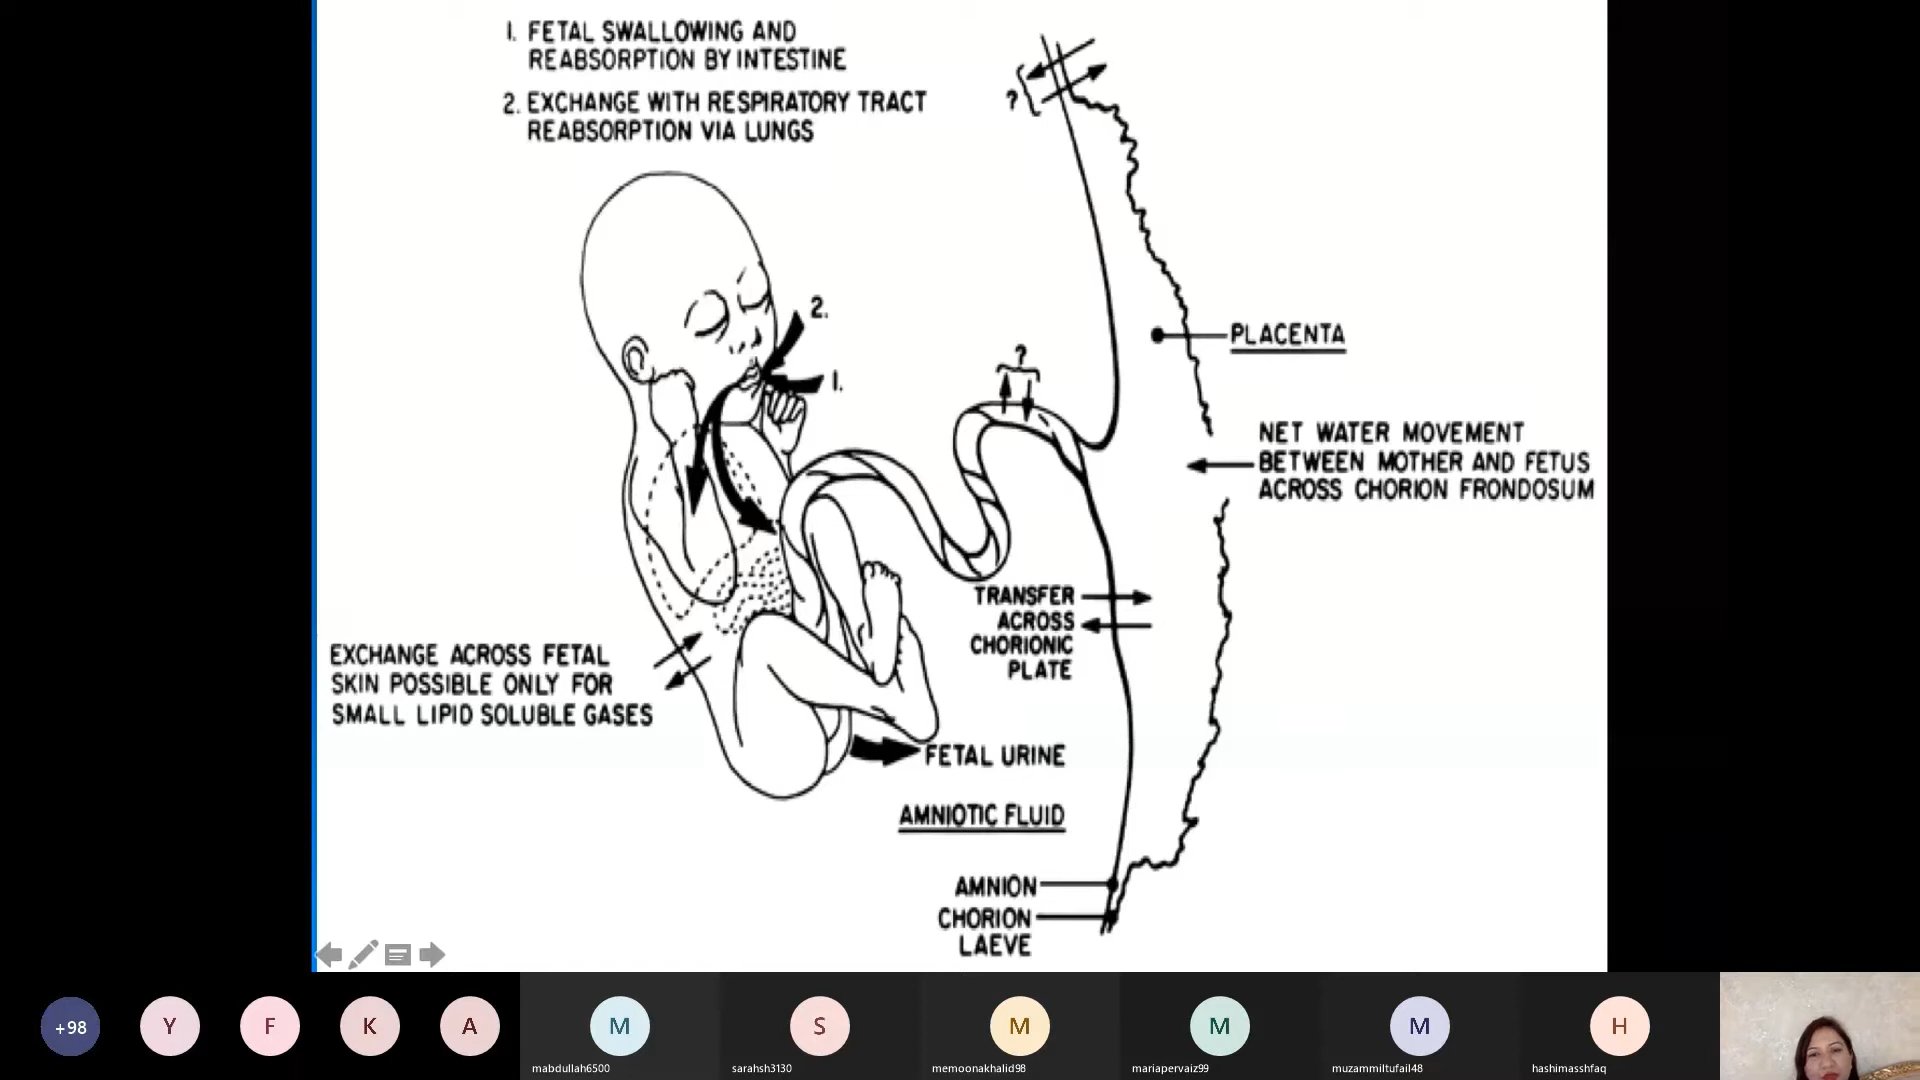 1. FETAL SWALLOWING AND
REABSORPTION BY INTESTINE
2. EXCHANGE WITH RESPIRATORY TRACT
REABSORPTION VIA LUNGS
?
2.
1.
?
PLACENTA
NET WATER MOVEMENT
BETWEEN MOTHER AND FETUS
ACROSS CHORION FRONDOSUM
TRANSFER
ACROSS
CHORIONIC
PLATE
EXCHANGE ACROSS FETAL
SKIN POSSIBLE ONLY FOR
SMALL LIPID SOLUBLE GASES
FETAL URINE
AMNIOTIC FLUID
AMNION
CHORION
LAEVE
+98
Y
F
K
A
M
mabdullah6500
S
sarahsh3130
M
memoonakhalid98
M
mariapervaiz99
M
muzammiltufail48
H
hashimasshfaq